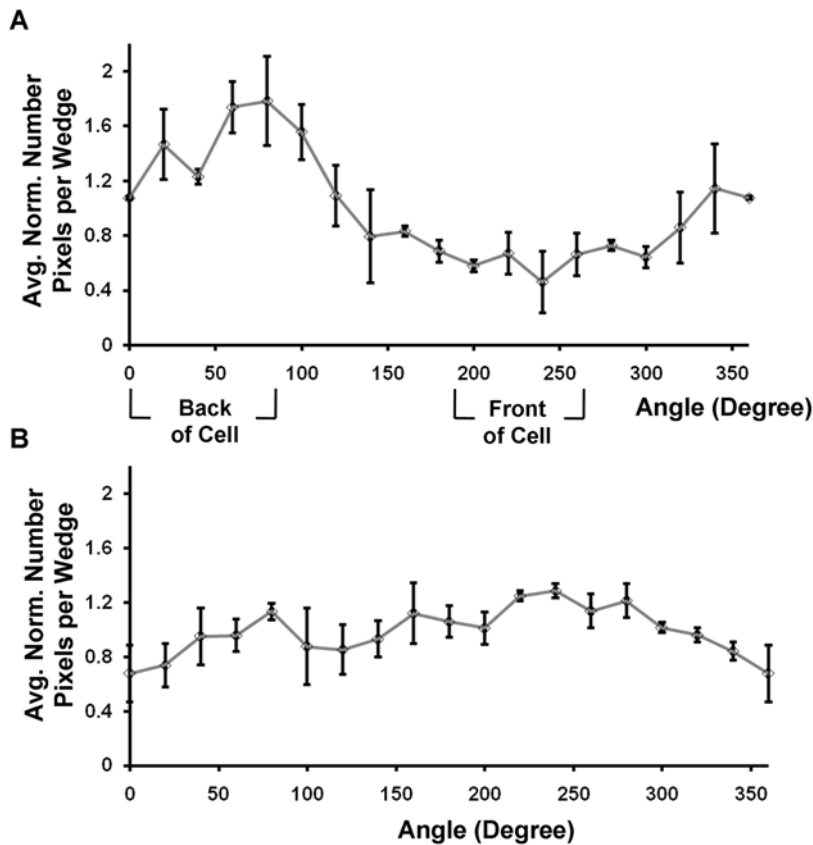 A
Avg. Norm. Number
Pixels per Wedge
2
1.6
1.2
0.8
0.4
0
0 50 100 150 200 250 300 350
Back
of Cell
Front
of Cell
Angle (Degree)
B
Avg. Norm. Number
Pixels per Wedge
2
1.6
1.2
0.8
0.4
0
0 50 100 150 200 250 300 350
Angle (Degree)